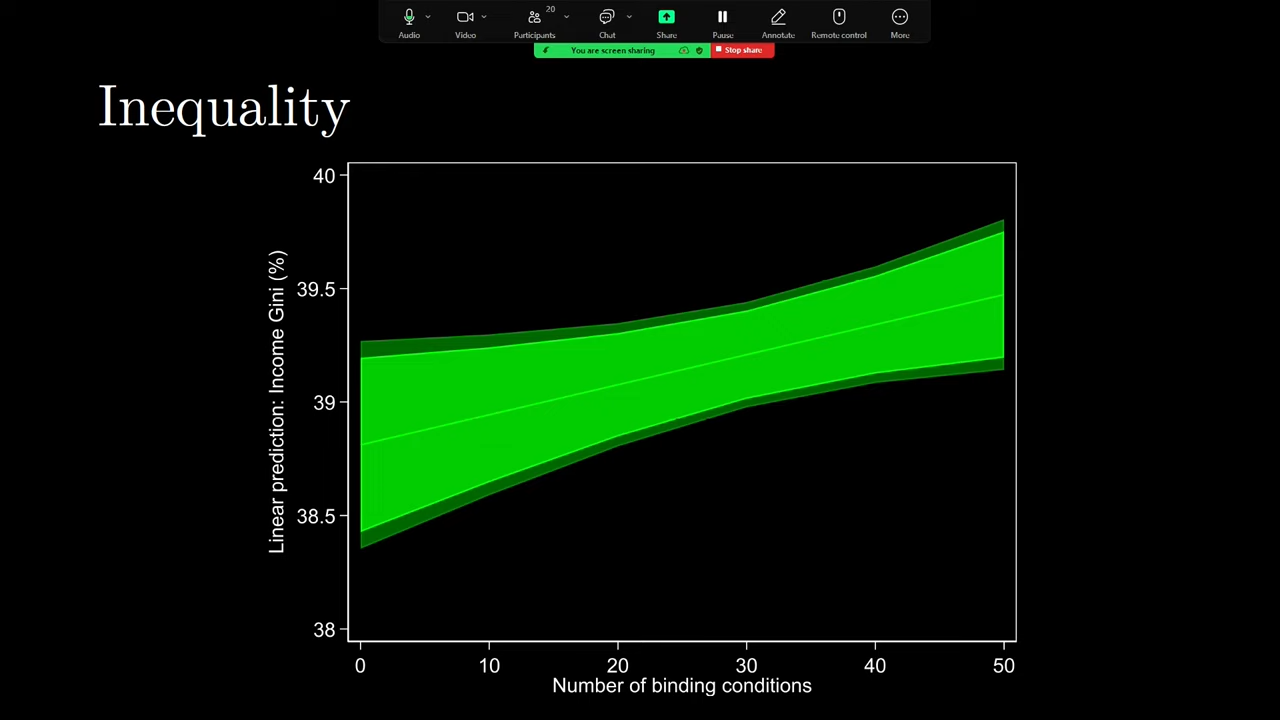 20
Audio Video Participants Chat Share Pause Annotate Remote control More
You are screen sharing Stop share
Inequality
40
39.5
39
38.5
38
Linear prediction: Income Gini (%)
0 10 20 30 40 50
Number of binding conditions